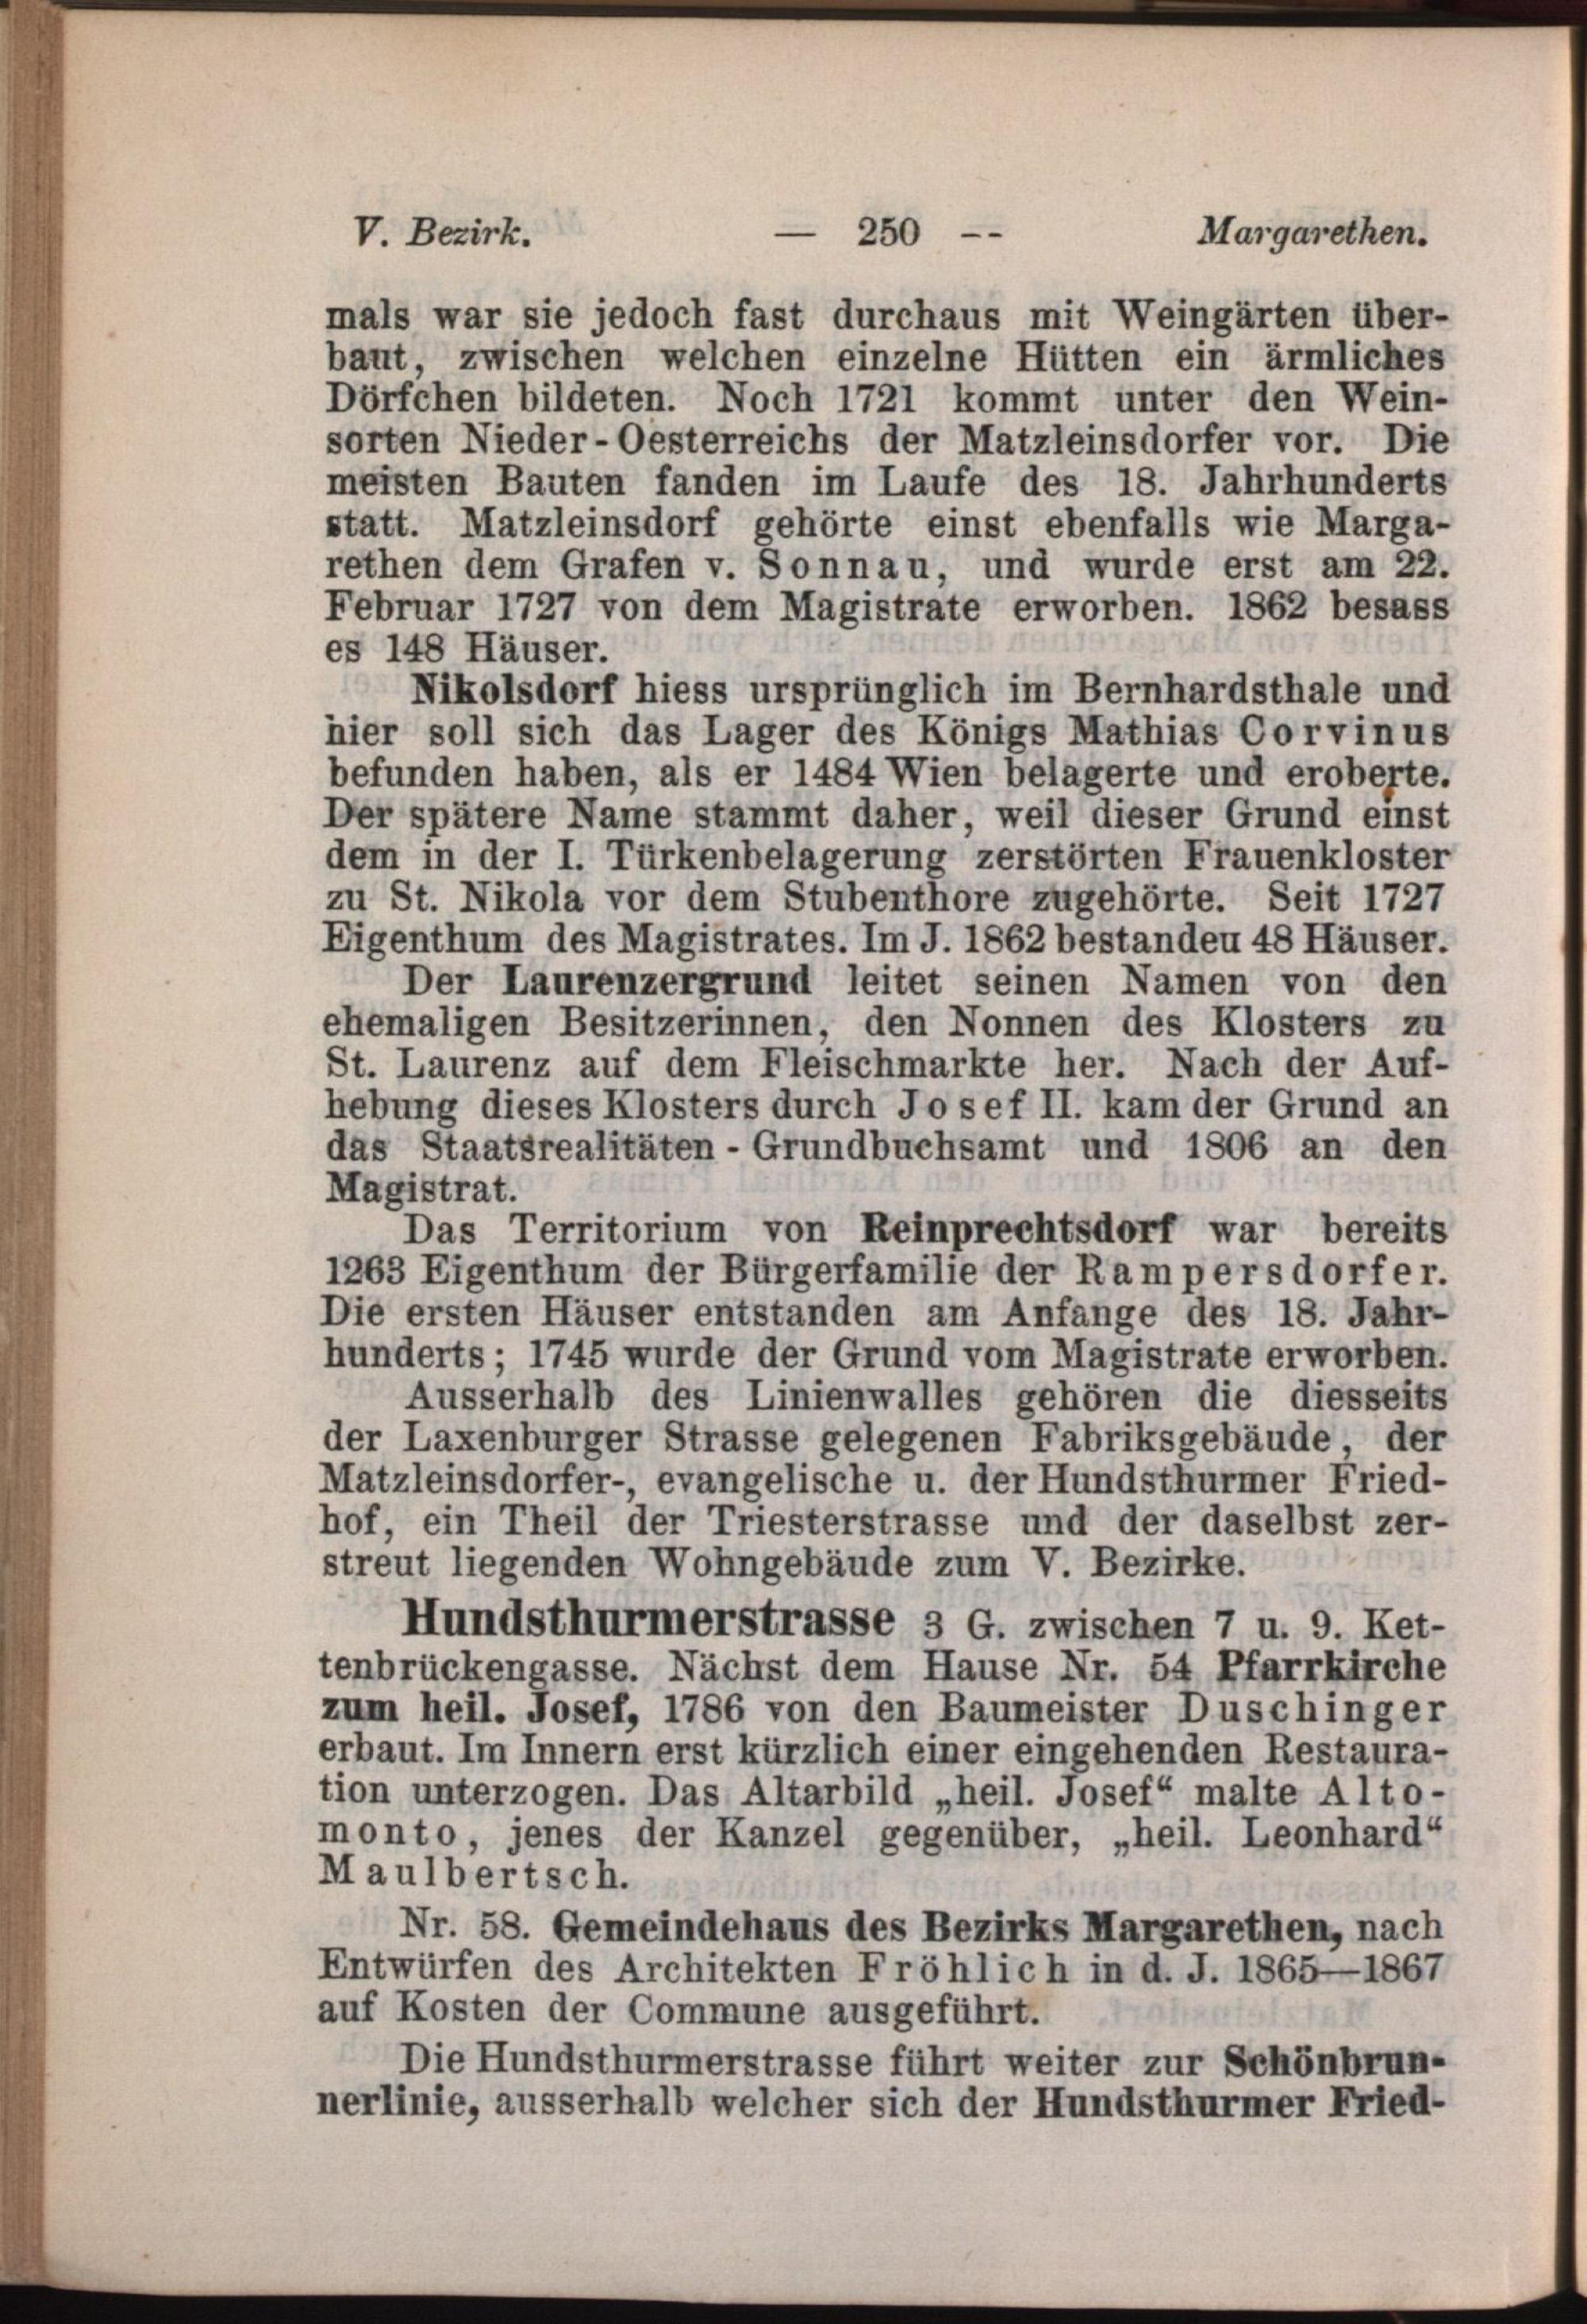 V. Bezirk. — 250 -- Margarethen.
mals war sie jedoch fast durchaus mit Weingärten über-
baut, zwischen welchen einzelne Hütten ein ärmliches
Dörfchen bildeten. Noch 1721 kommt unter den Wein-
sorten Nieder-Oesterreichs der Matzleinsdorfer vor. Die
meisten Bauten fanden im Laufe des 18. Jahrhunderts
statt. Matzleinsdorf gehörte einst ebenfalls wie Marga-
rethen dem Grafen v. Sonnau, und wurde erst am 22.
Februar 1727 von dem Magistrate erworben. 1862 besass
es 148 Häuser.
Nikolsdorf hiess ursprünglich im Bernhardsthale und
hier soll sich das Lager des Königs Mathias Corvinus
befunden haben, als er 1484 Wien belagerte und eroberte.
Der spätere Name stammt daher, weil dieser Grund einst
dem in der I. Türkenbelagerung zerstörten Frauenkloster
zu St. Nikola vor dem Stubenthore zugehörte. Seit 1727
Eigenthum des Magistrates. Im J. 1862 bestanden 48 Häuser.
Der Laurenzergrund leitet seinen Namen von den
ehemaligen Besitzerinnen, den Nonnen des Klosters zu
St. Laurenz auf dem Fleischmarkte her. Nach der Auf-
hebung dieses Klosters durch Josef II. kam der Grund an
das Staatsrealitäten-Grundbuchsamt und 1806 an den
Magistrat.
Das Territorium von Reinprechtsdorf war bereits
1263 Eigenthum der Bürgerfamilie der Rampersdorfer.
Die ersten Häuser entstanden am Anfange des 18. Jahr-
hunderts; 1745 wurde der Grund vom Magistrate erworben.
Ausserhalb des Linienwalles gehören die diesseits
der Laxenburger Strasse gelegenen Fabriksgebäude, der
Matzleinsdorfer-, evangelische u. der Hundsthurmer Fried-
hof, ein Theil der Triesterstrasse und der daselbst zer-
streut liegenden Wohngebäude zum V. Bezirke.
Hundsthurmerstrasse 3 G. zwischen 7 u. 9. Ket-
tenbrückengasse. Nächst dem Hause Nr. 54 Pfarrkirche
zum heil. Josef, 1786 von den Baumeister Duschinger
erbaut. Im Innern erst kürzlich einer eingehenden Restaura-
tion unterzogen. Das Altarbild „heil. Josef“ malte Alto-
monto, jenes der Kanzel gegenüber, „heil. Leonhard“
Maulbertsch.
Nr. 58. Gemeindehaus des Bezirks Margarethen, nach
Entwürfen des Architekten Fröhlich in d. J. 1865—1867
auf Kosten der Commune ausgeführt.
Die Hundsthurmerstrasse führt weiter zur Schönbrun-
nerlinie, ausserhalb welcher sich der Hundsthurmer Fried-